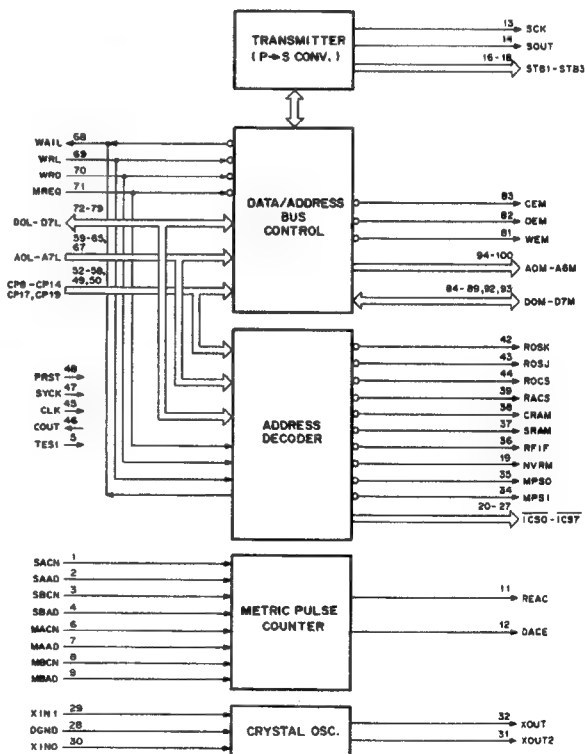 TRANSMITTER
(P→S CONV.)
13 SCK
14 SOUT
16-18 STB1-STB3
WAIL 68
WRL 69
WRD 70
MREQ 71
D0L-D7L 72-79
A0L-A7L 59-65, 67
CP8-CP14 52-58,
CP17,CP19 49,50
DATA/ADDRESS
BUS
CONTROL
83 CEM
82 OEM
81 WEM
94-100 A0M-A6M
84-89,92,93 D0M-D7M
PRST 48
SYCK 47
CLK 45
COUT 46
TES1 5
ADDRESS
DECODER
42 ROSK
43 ROSJ
44 ROCS
39 RACS
38 CRAM
37 SRAM
36 RFIF
19 NVRM
35 MPS0
34 MPS1
20-27 ICS0-ICS7
SACN 1
SAAD 2
SBCN 3
SBAD 4
MACN 6
MAAD 7
MBCN 8
MBAD 9
METRIC PULSE
COUNTER
11 REAC
12 DACE
XIN1 29
DGND 28
XIN0 30
CRYSTAL OSC.
32 XOUT
31 XOUT2